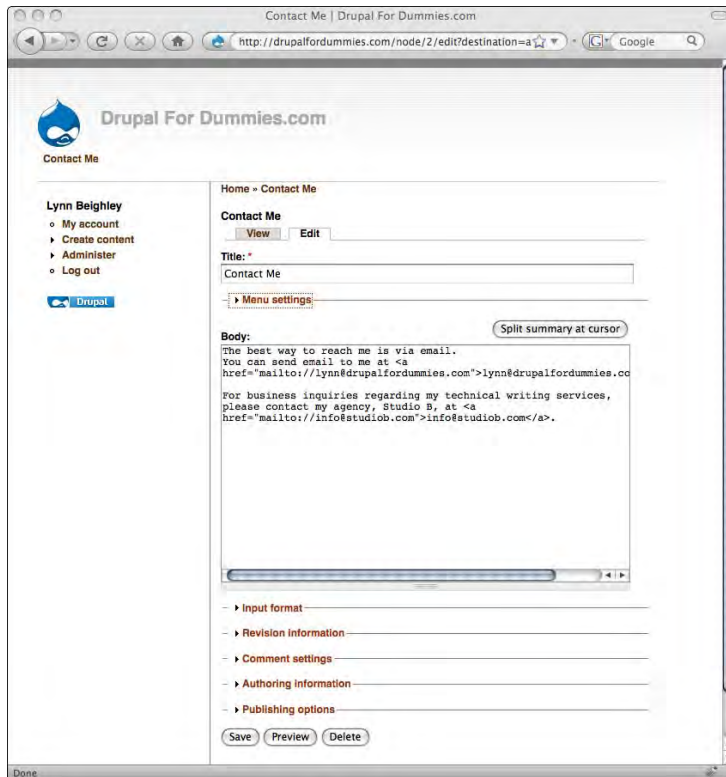 Contact Me | Drupal For Dummies.com
http://drupalfordummies.com/node/2/edit?destination=a
G
Google
Drupal For Dummies.com
Contact Me
Lynn Beighley
My account
Create content
Administer
Log out
Drupal
Home » Contact Me
Contact Me
View
Edit
Title: *
Contact Me
Menu settings
Split summary at cursor
Body:
The best way to reach me is via email.
You can send email to me at <a
href="mailto://lynn@drupalfordummies.com">lynn@drupalfordummies.co
For business inquiries regarding my technical writing services,
please contact my agency, Studio B, at <a
href="mailto://info@studiob.com">info@studiob.com</a>.
Input format
Revision information
Comment settings
Authoring information
Publishing options
Save
Preview
Delete
Done